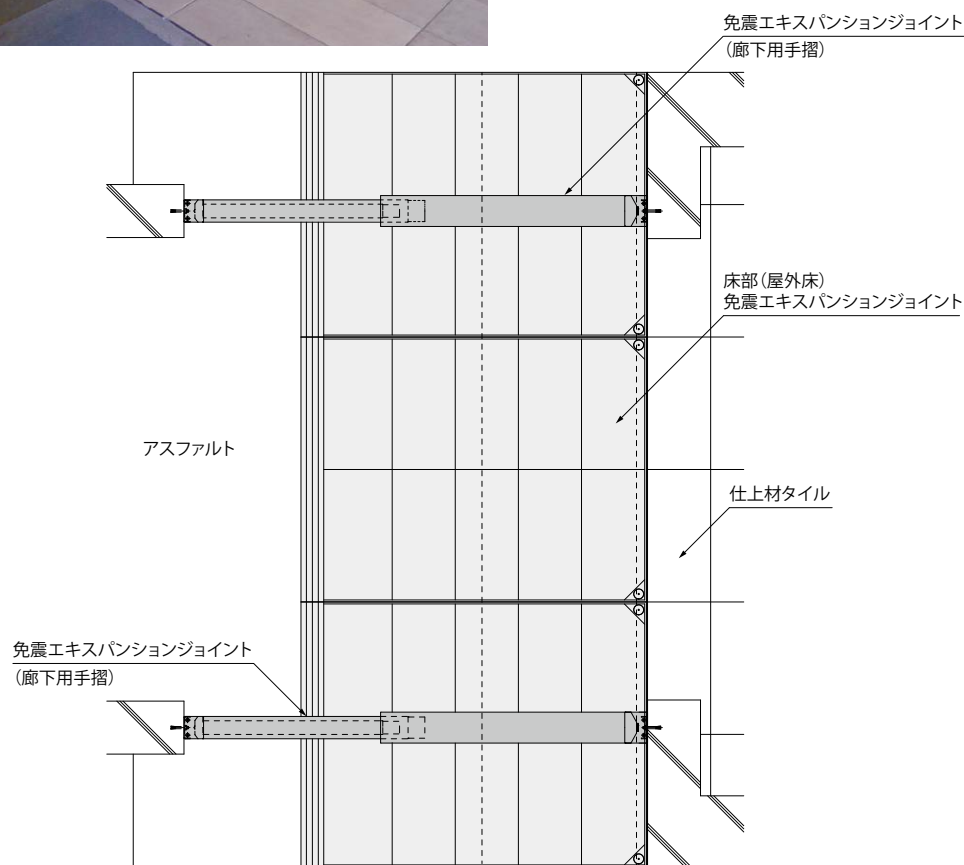 免震エキスパンションジョイント
(廊下用手摺)
床部(屋外床)
免震エキスパンションジョイント
アスファルト
仕上材タイル
免震エキスパンションジョイント
(廊下用手摺)